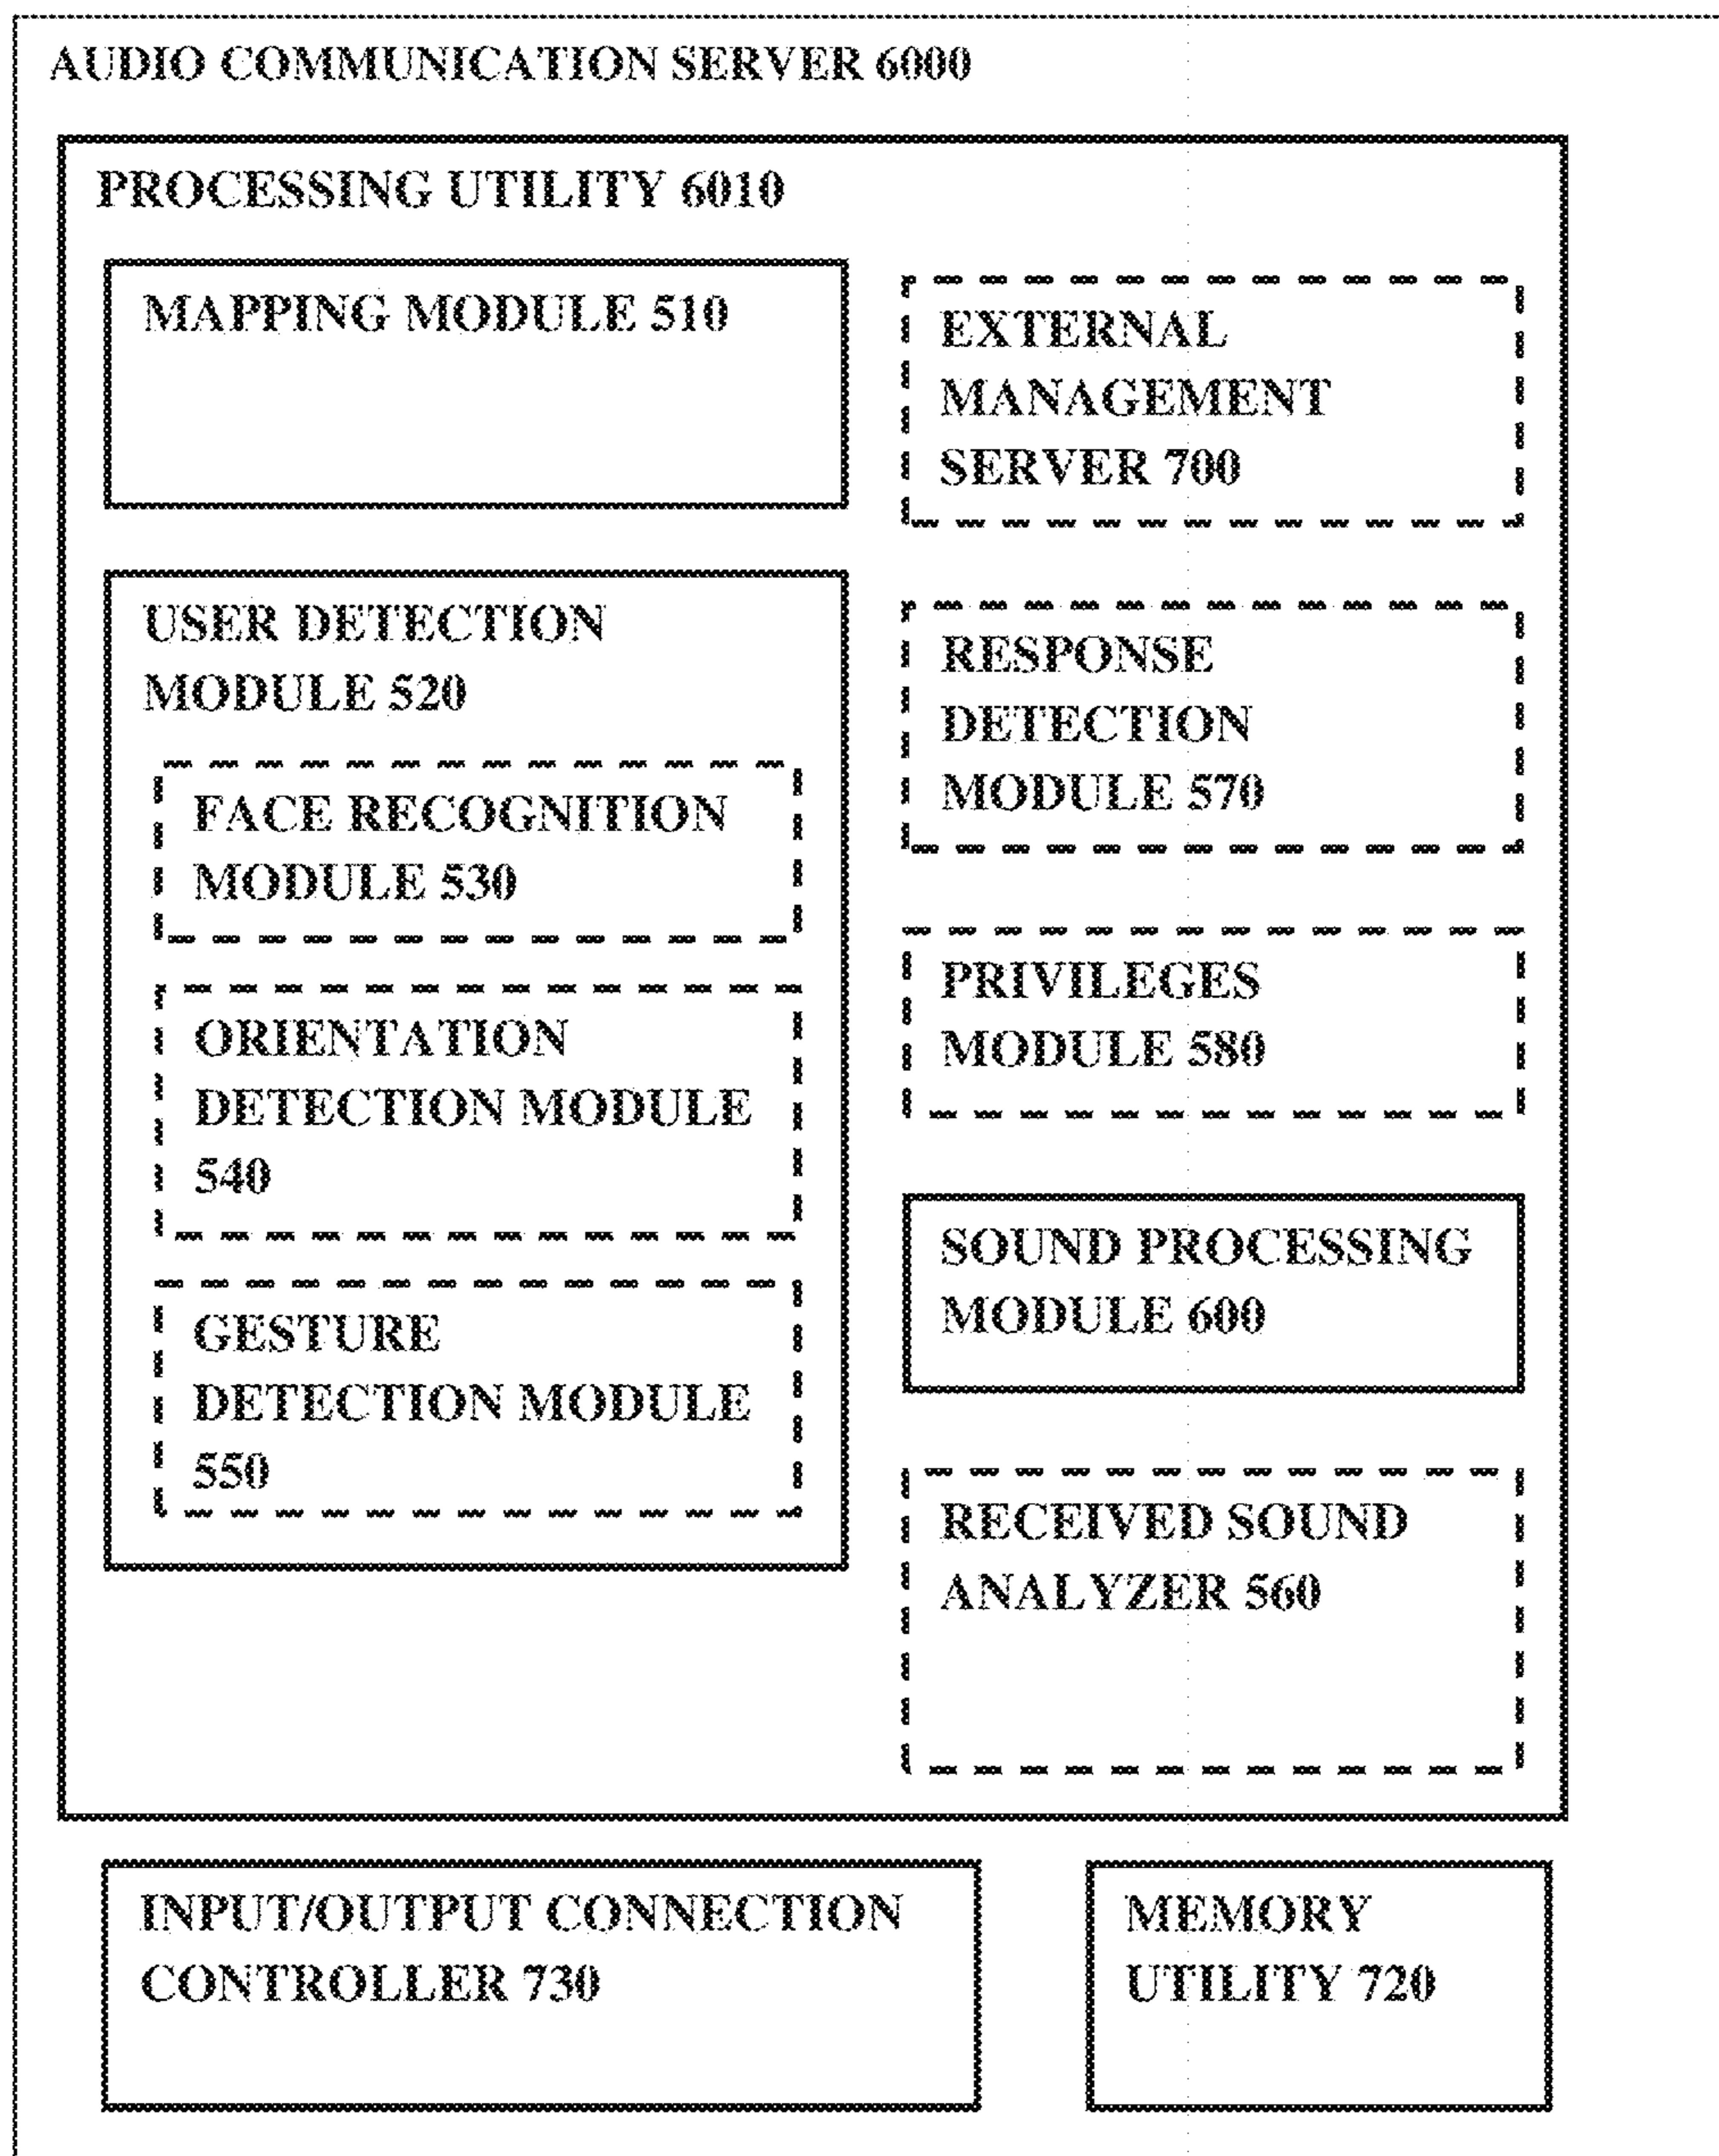 AUDIO COMMUNICATION SERVER 6000
PROCESSING UTILITY 6010
MAPPING MODULE 510
USER DETECTION
MODULE 520
FACE RECOGNITION
MODULE 530
ORIENTATION
DETECTION MODULE
540
GESTURE
DETECTION MODULE
550
EXTERNAL
MANAGEMENT
SERVER 700
RESPONSE
DETECTION
MODULE 570
PRIVILEGES
MODULE 580
SOUND PROCESSING
MODULE 600
RECEIVED SOUND
ANALYZER 560
INPUT/OUTPUT CONNECTION
CONTROLLER 730
MEMORY
UTILITY 720